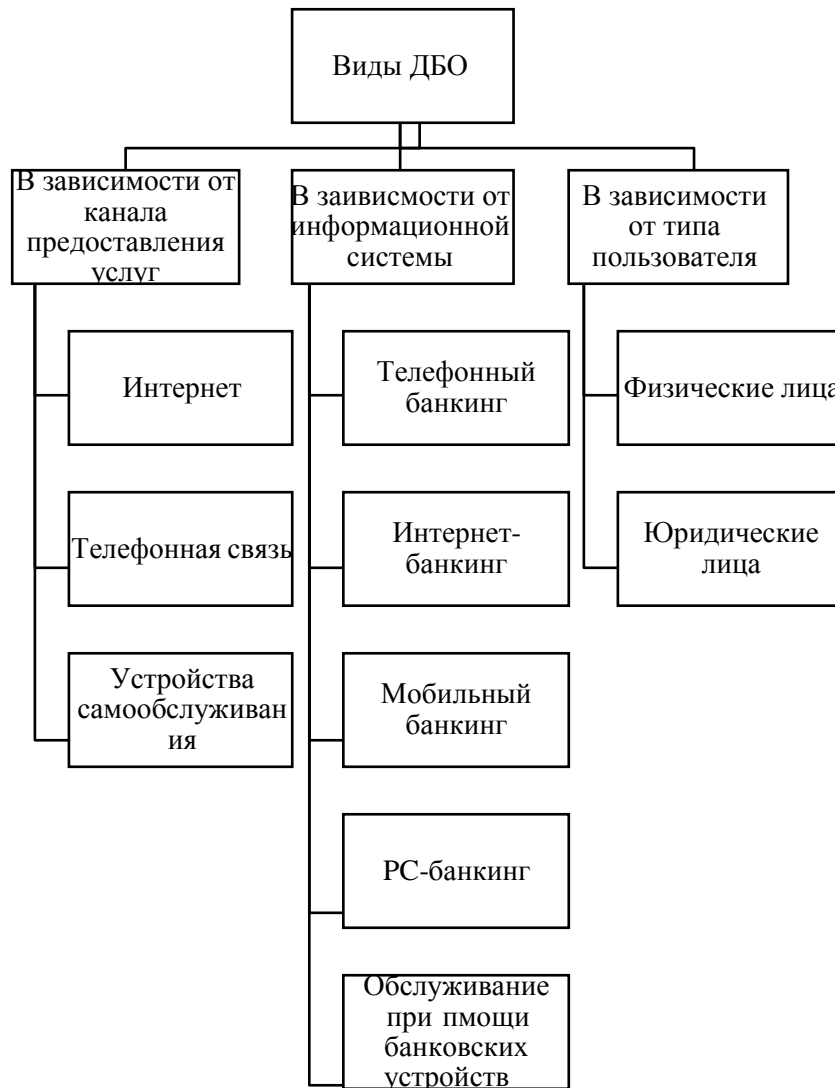 Виды ДБО
В зависимости от
канала
предоставления
услуг
В заивисмости от
информационной
системы
В зависимости
от типа
пользователя
Интернет
Телефонная связь
Устройства
самообслуживан
ия
Телефонный
банкинг
Интернет-
банкинг
Мобильный
банкинг
PC-банкинг
Обслуживание
при пмощи
банковских
устройств
Физические лица
Юридические
лица